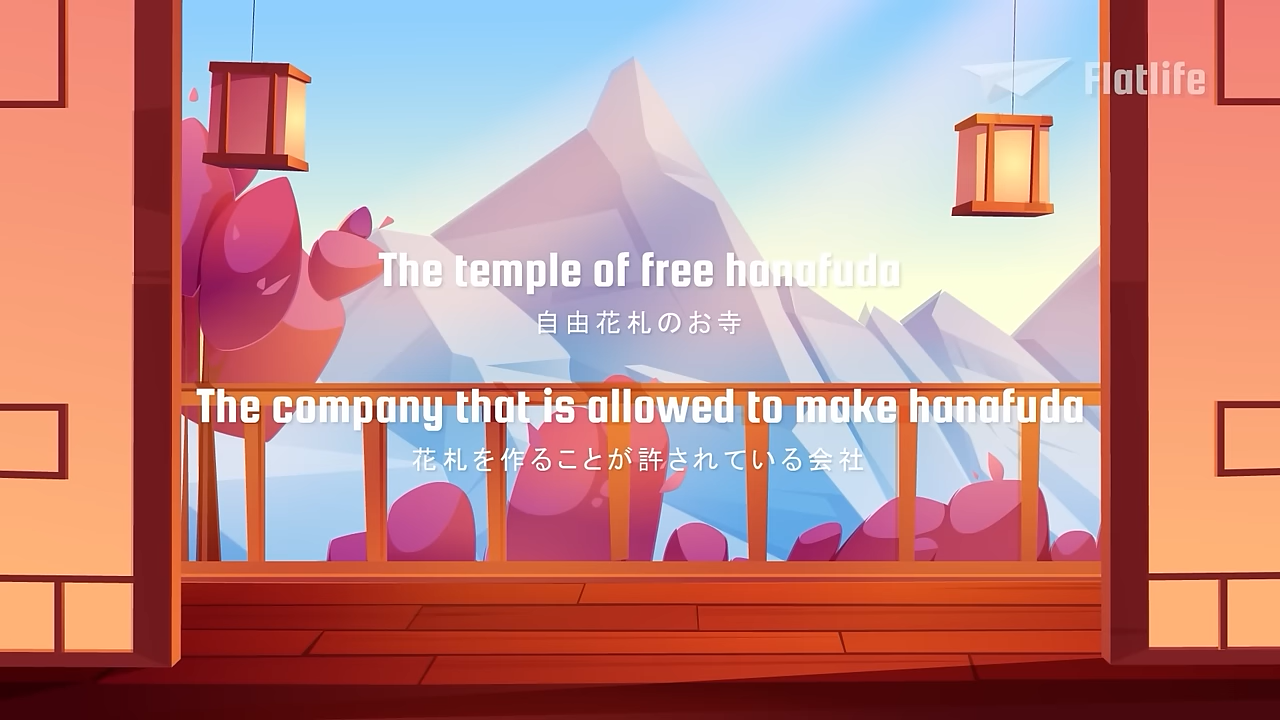 Flatlife
The temple of free hanafuda
自由花札のお寺
The company that is allowed to make hanafuda
花札を作ることが許されている会社